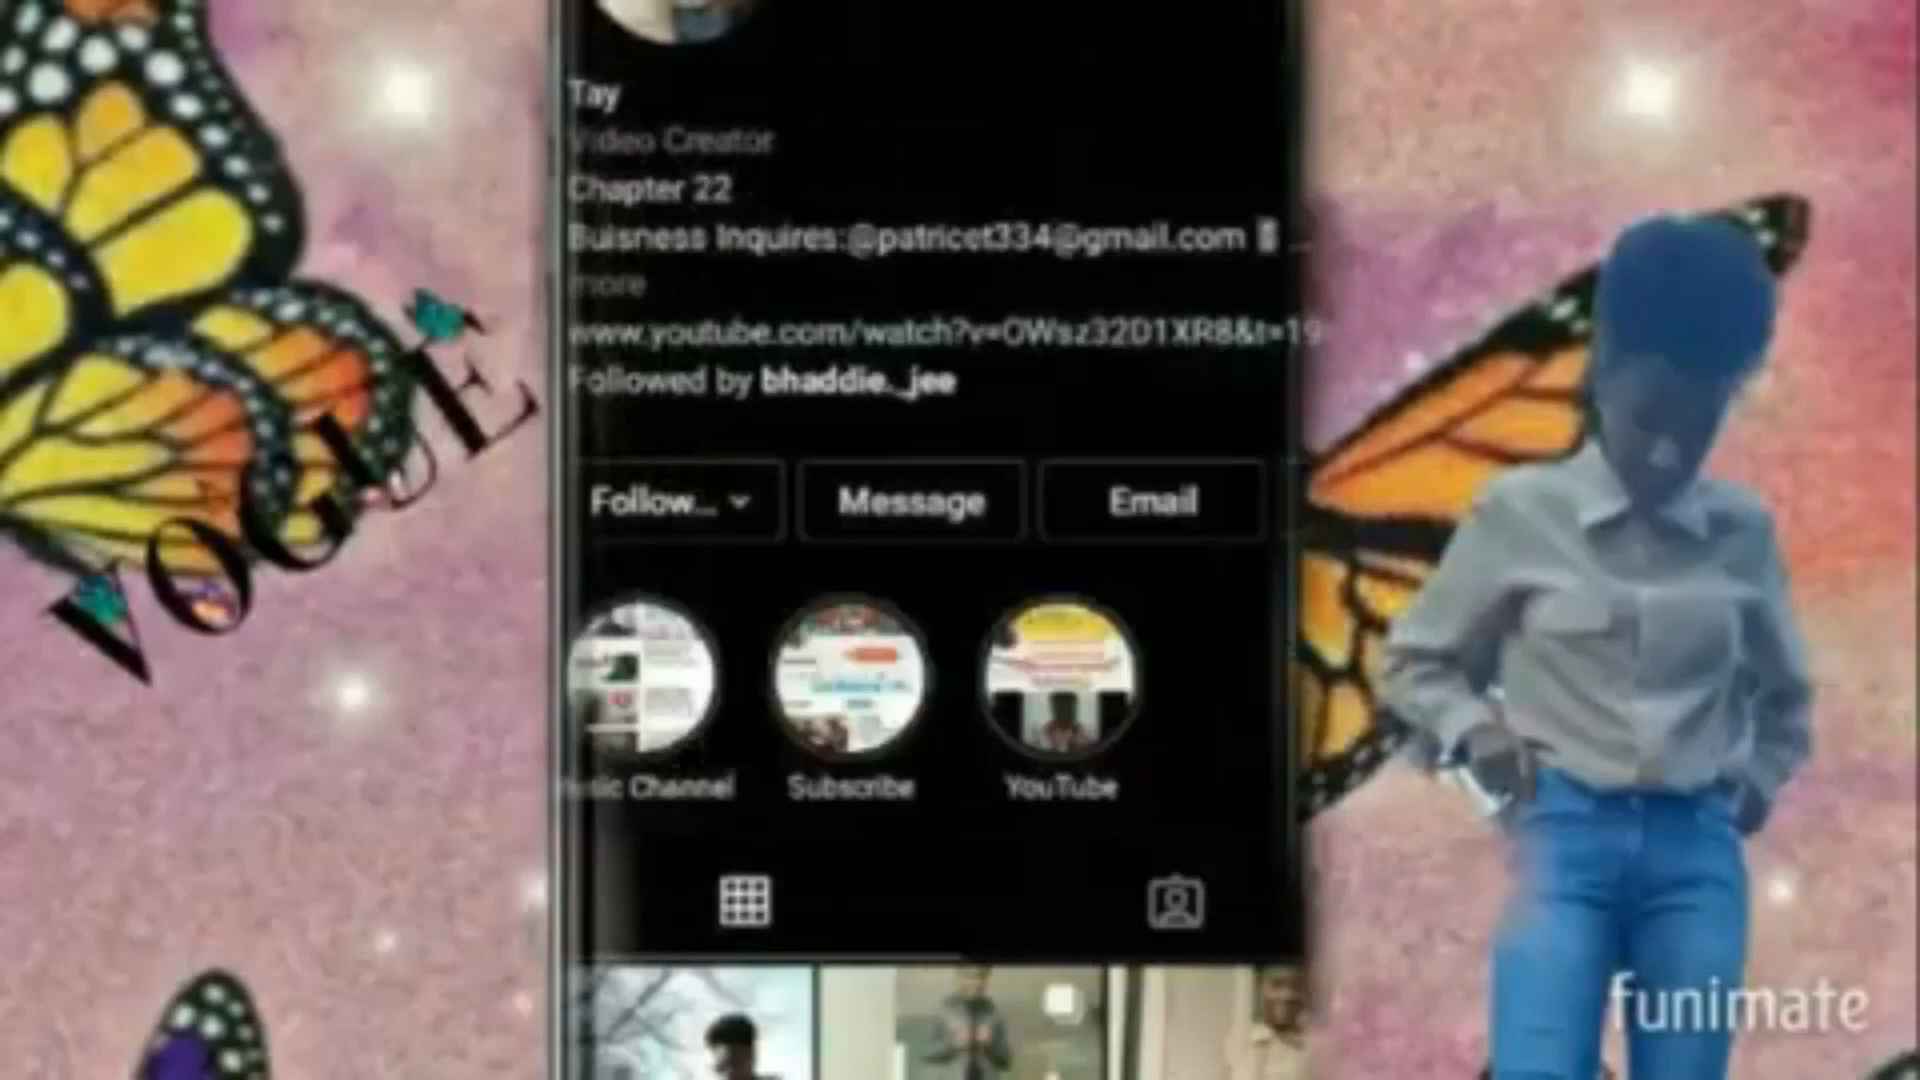 Tay
Video Creator
Chapter 22
Buisness Inquires:@patricet334@gmail.com ...
more
www.youtube.com/watch?v=OWsz32D1XR8&t=19
Followed by bhaddie._jee
Follow... Message Email
Channel Subscribe YouTube
VOGUE
funimate